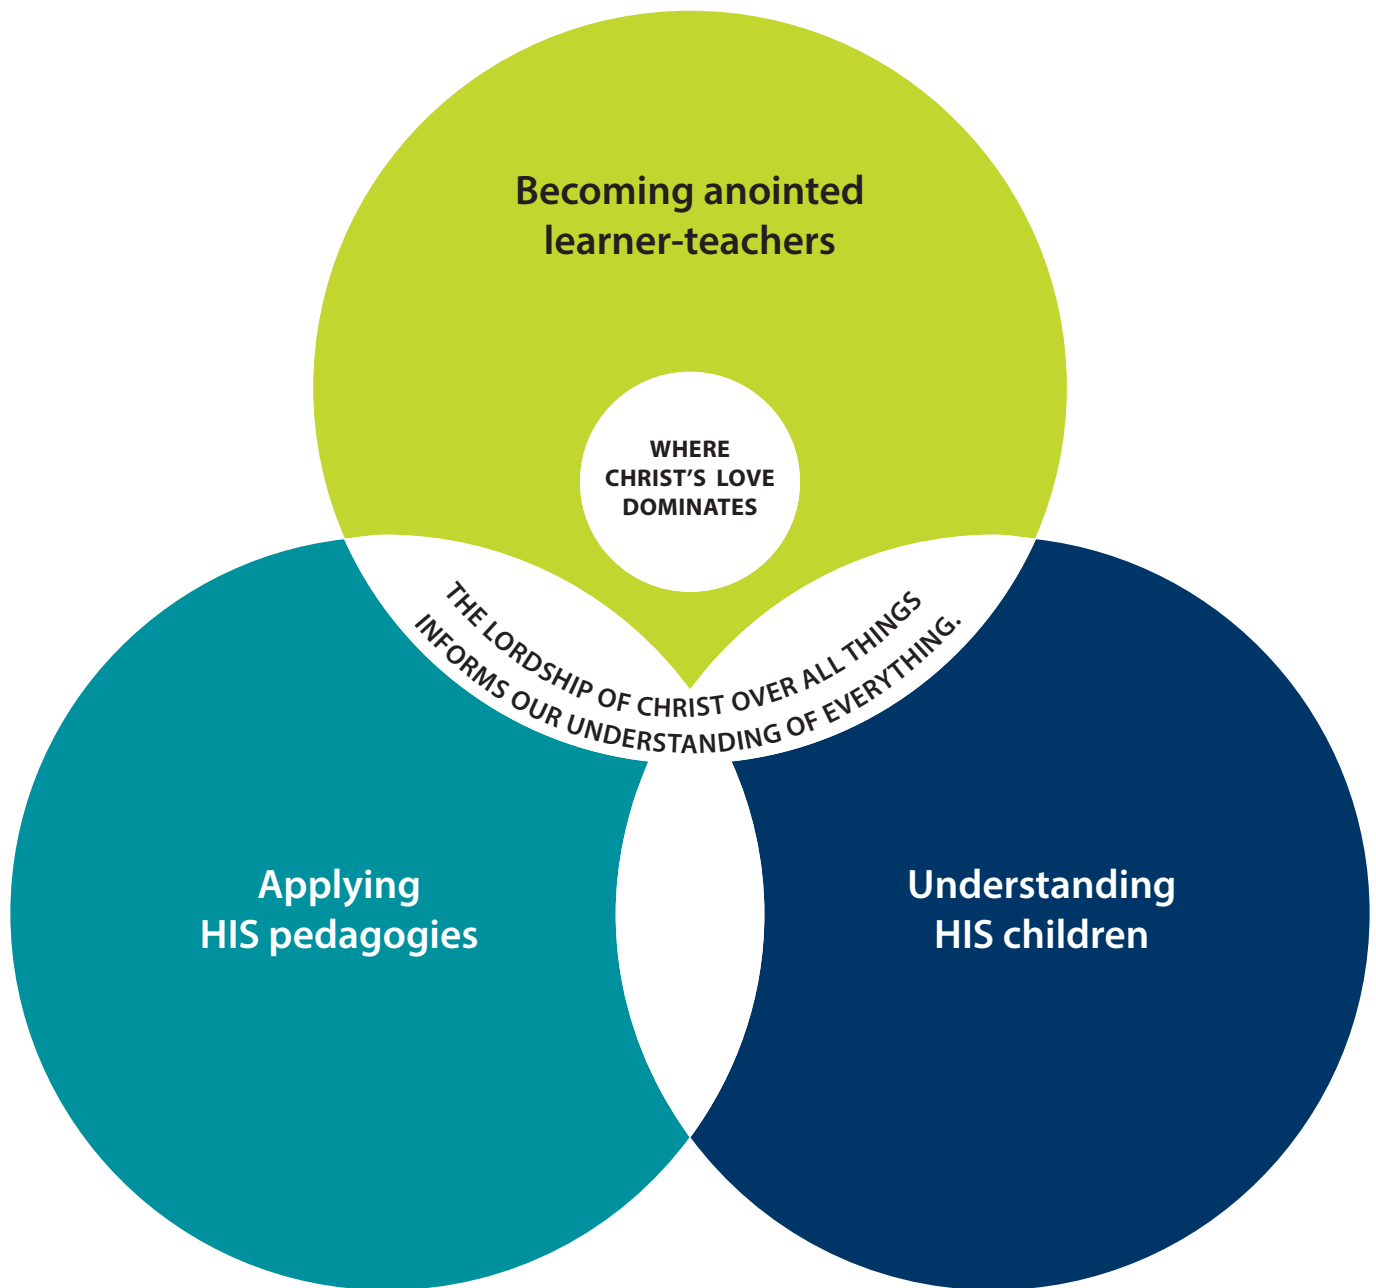 Becoming anointed
learner-teachers
WHERE
CHRIST’S LOVE
DOMINATES
THE LORDSHIP OF CHRIST OVER ALL THINGS
INFORMS OUR UNDERSTANDING OF EVERYTHING.
Applying
HIS pedagogies
Understanding
HIS children